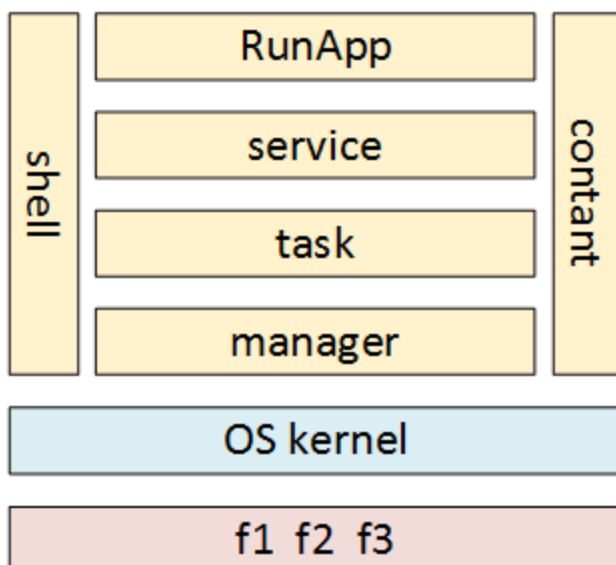 shell
RunApp
service
task
manager
contant
OS kernel
f1 f2 f3